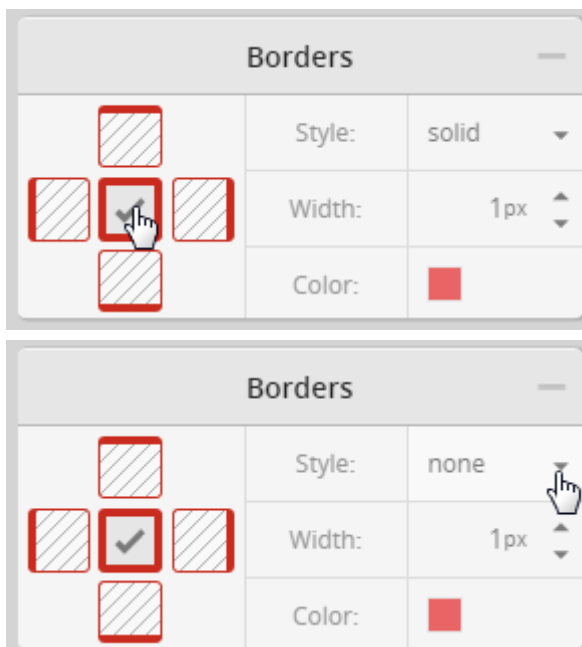 Borders
Style: solid
Width: 1px
Color:
Borders
Style: none
Width: 1px
Color: